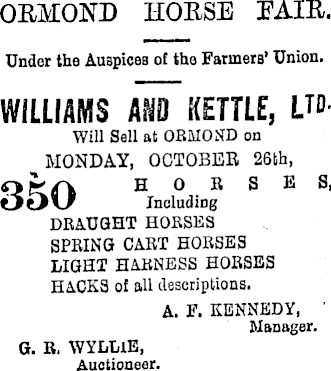 ORMOND HORSE FAIR.
Under the Auspices of the Farmers' Union.
WILLIAMS AND KETTLE, LTD.
Will Sell at ORMOND on
MONDAY, OCTOBER 26th,
350 HORSES,
Including
DRAUGHT HORSES
SPRING CART HORSES
LIGHT HARNESS HORSES
HACKS of all descriptions.
A. F. KENNEDY,
Manager.
G. R. WYLLIE,
Auctioneer.